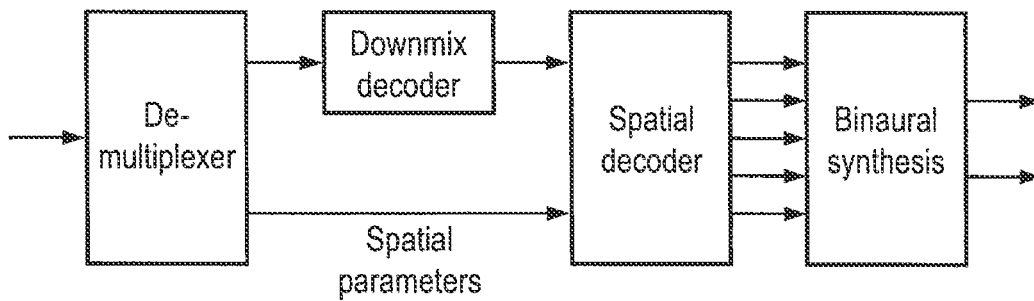 De-
multiplexer
Downmix
decoder
Spatial
parameters
Spatial
decoder
Binaural
synthesis